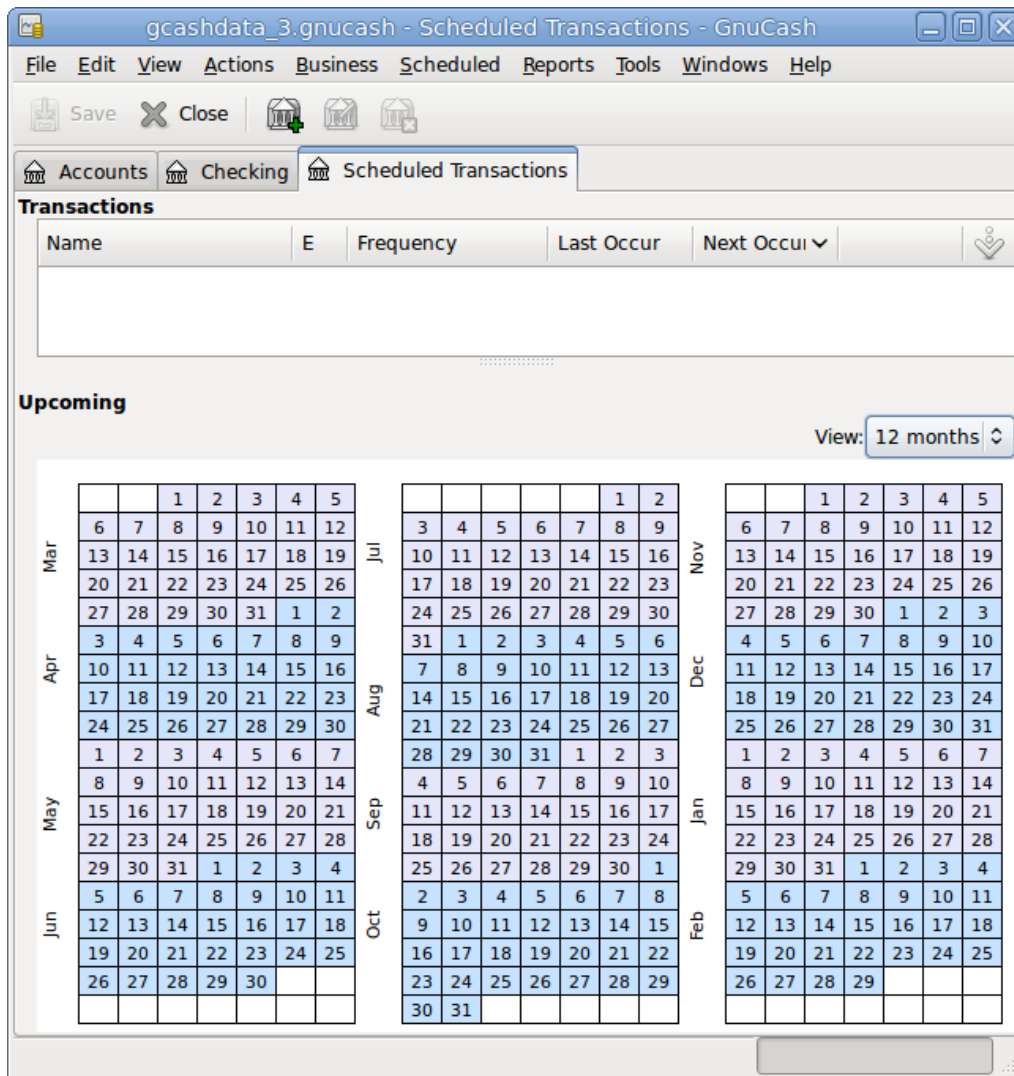 gcashdata_3.gnucash - Scheduled Transactions - GnuCash
File Edit View Actions Business Scheduled Reports Tools Windows Help
Save Close
Accounts Checking Scheduled Transactions
Transactions
Name E Frequency Last Occur Next Occur
Upcoming
View: 12 months
Mar
1 2 3 4 5
6 7 8 9 10 11 12
13 14 15 16 17 18 19
20 21 22 23 24 25 26
27 28 29 30 31 1 2
Apr
3 4 5 6 7 8 9
10 11 12 13 14 15 16
17 18 19 20 21 22 23
24 25 26 27 28 29 30
May
1 2 3 4 5 6 7
8 9 10 11 12 13 14
15 16 17 18 19 20 21
22 23 24 25 26 27 28
29 30 31 1 2 3 4
Jun
5 6 7 8 9 10 11
12 13 14 15 16 17 18
19 20 21 22 23 24 25
26 27 28 29 30
Jul
1 2
3 4 5 6 7 8 9
10 11 12 13 14 15 16
17 18 19 20 21 22 23
24 25 26 27 28 29 30
31 1 2 3 4 5 6
Aug
7 8 9 10 11 12 13
14 15 16 17 18 19 20
21 22 23 24 25 26 27
28 29 30 31 1 2 3
Sep
4 5 6 7 8 9 10
11 12 13 14 15 16 17
18 19 20 21 22 23 24
25 26 27 28 29 30 1
Oct
2 3 4 5 6 7 8
9 10 11 12 13 14 15
16 17 18 19 20 21 22
23 24 25 26 27 28 29
30 31
Nov
1 2 3 4 5
6 7 8 9 10 11 12
13 14 15 16 17 18 19
20 21 22 23 24 25 26
27 28 29 30 1 2 3
Dec
4 5 6 7 8 9 10
11 12 13 14 15 16 17
18 19 20 21 22 23 24
25 26 27 28 29 30 31
Jan
1 2 3 4 5 6 7
8 9 10 11 12 13 14
15 16 17 18 19 20 21
22 23 24 25 26 27 28
29 30 31 1 2 3 4
Feb
5 6 7 8 9 10 11
12 13 14 15 16 17 18
19 20 21 22 23 24 25
26 27 28 29